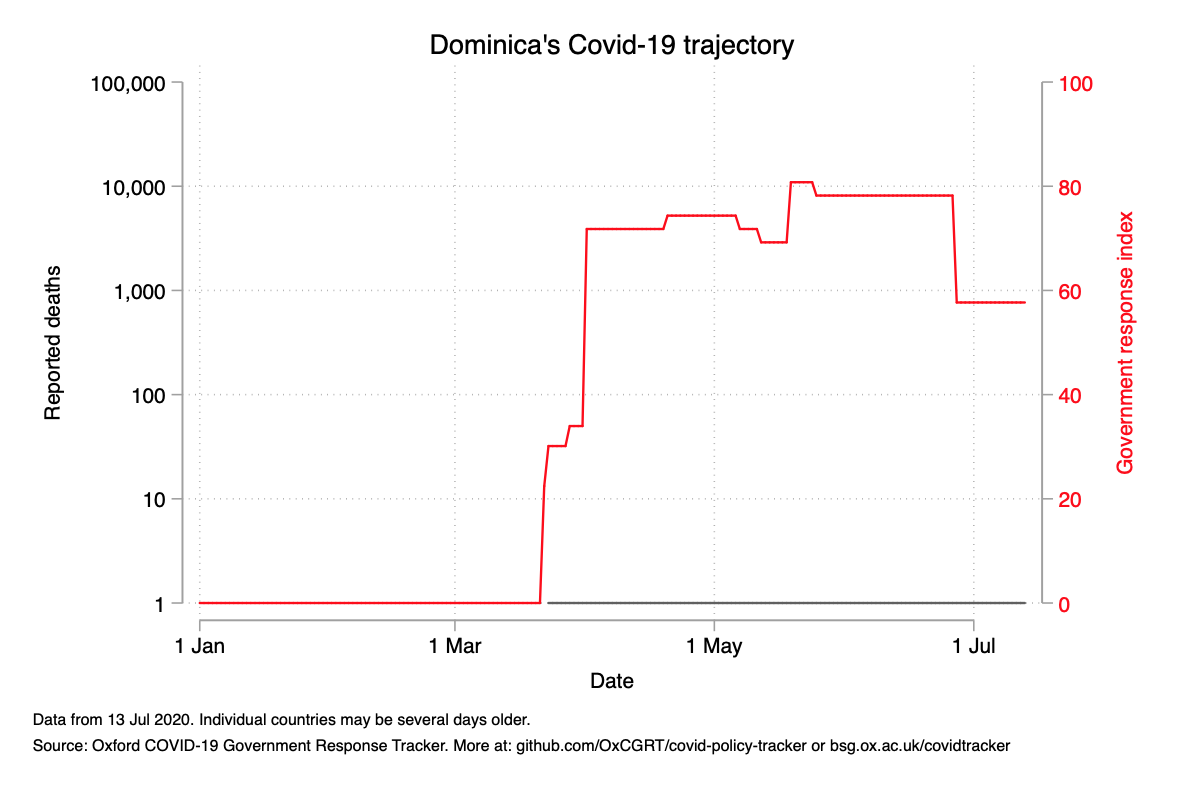 Dominica's Covid-19 trajectory
100,000
10,000
1,000
100
10
1
Reported deaths
100
80
60
40
20
0
Government response index
1 Jan
1 Mar
1 May
1 Jul
Date
Data from 13 Jul 2020. Individual countries may be several days older.
Source: Oxford COVID-19 Government Response Tracker. More at: github.com/OxCGRT/covid-policy-tracker or bsg.ox.ac.uk/covidtracker